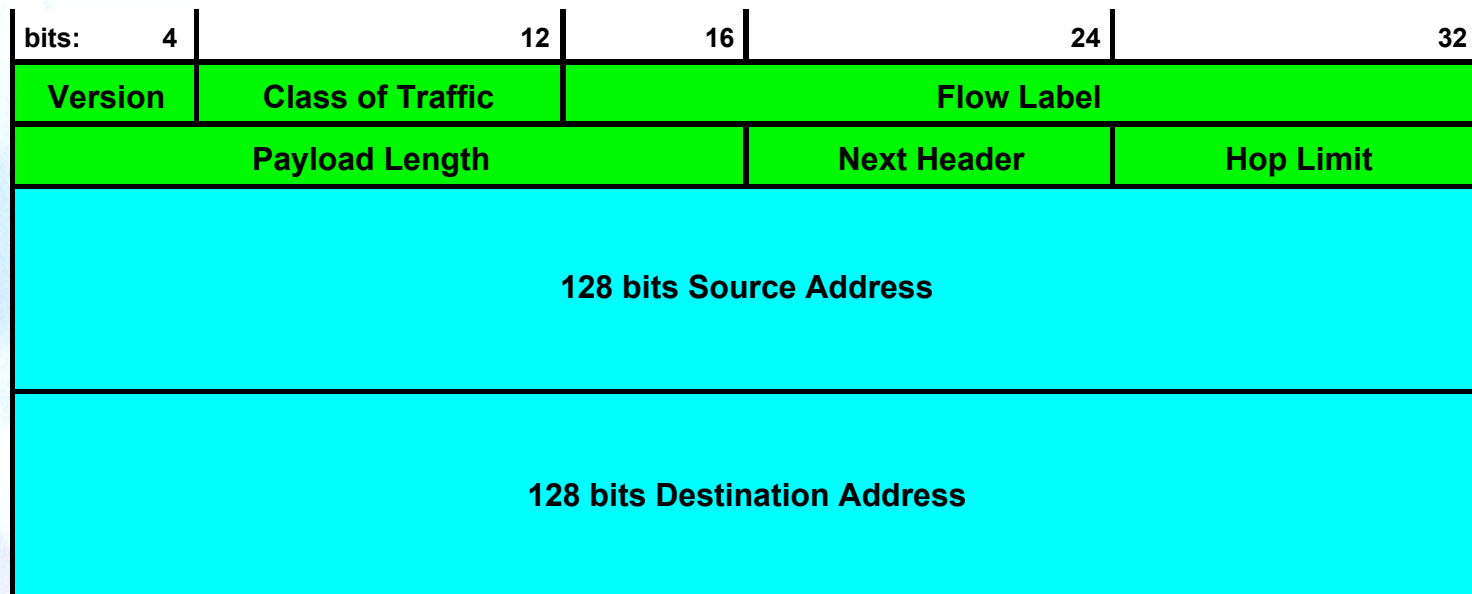 bits: 4 12 16 24 32
Version Class of Traffic Flow Label
Payload Length Next Header Hop Limit
128 bits Source Address
128 bits Destination Address